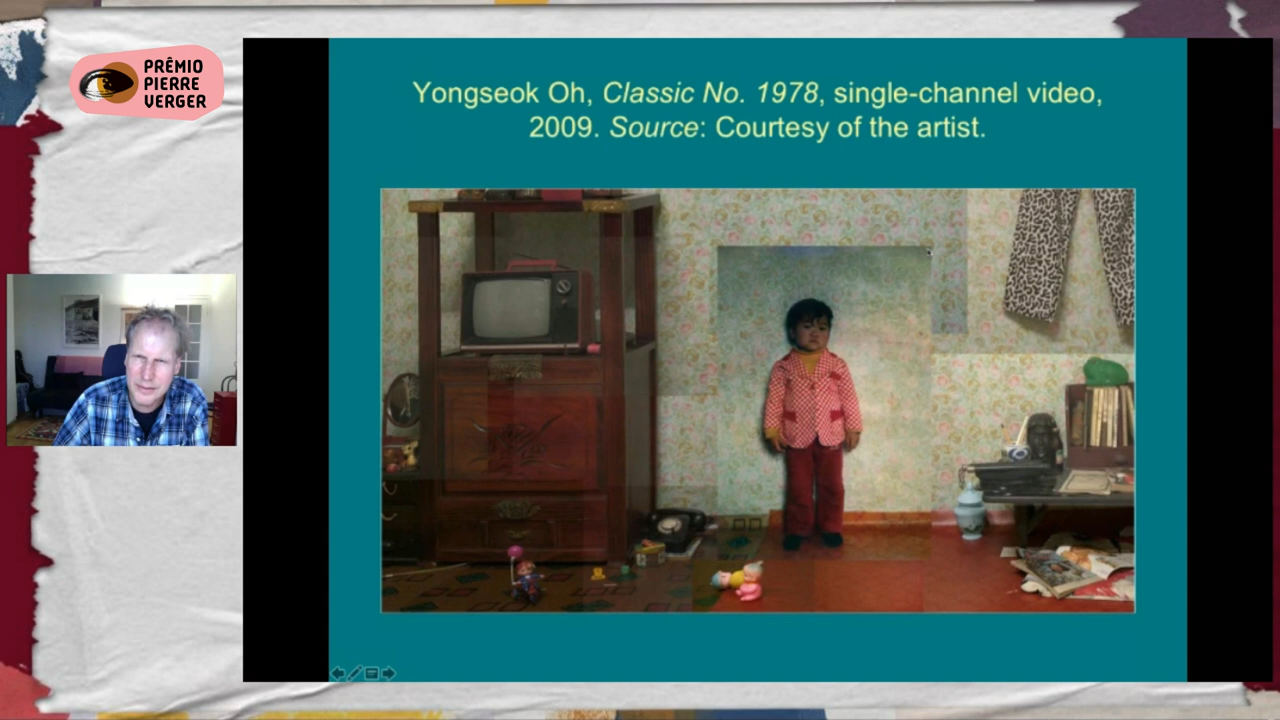 PRÊMIO
PIERRE
VERGER
Yongseok Oh, Classic No. 1978, single-channel video,
2009. Source: Courtesy of the artist.